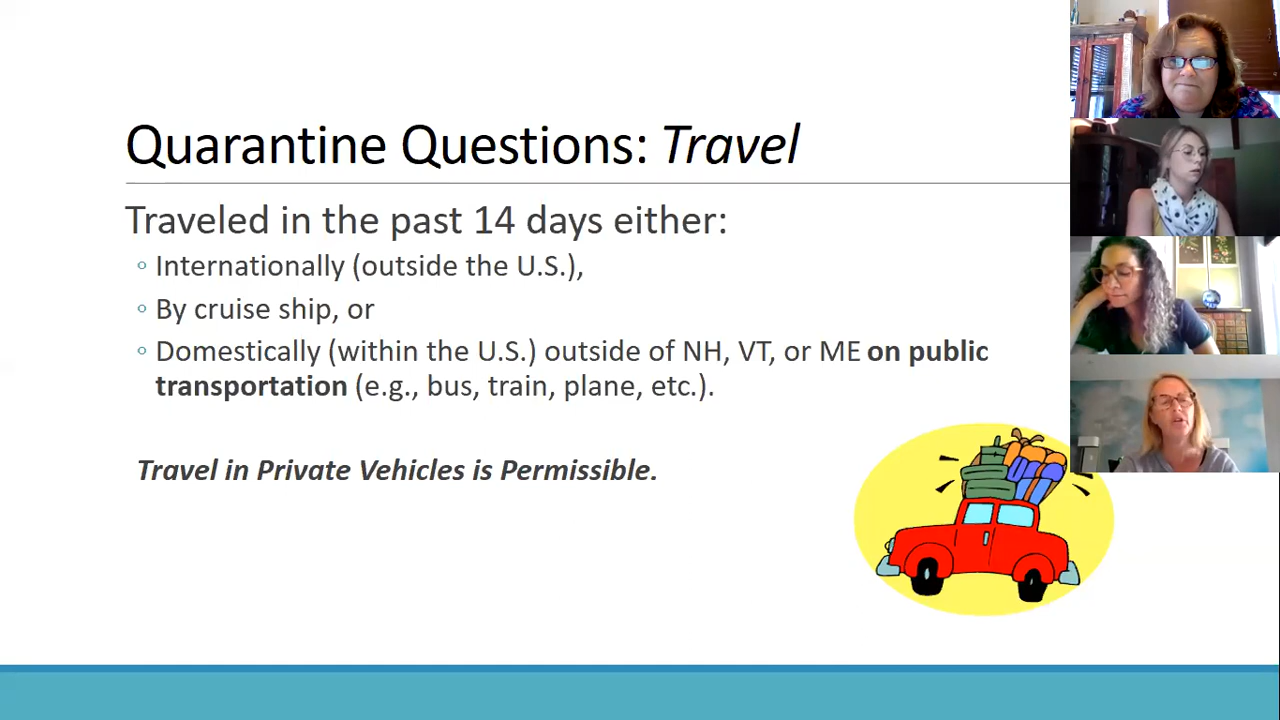 Quarantine Questions: Travel
Traveled in the past 14 days either:
◦ Internationally (outside the U.S.),
◦ By cruise ship, or
◦ Domestically (within the U.S.) outside of NH, VT, or ME on public
transportation (e.g., bus, train, plane, etc.).
Travel in Private Vehicles is Permissible.